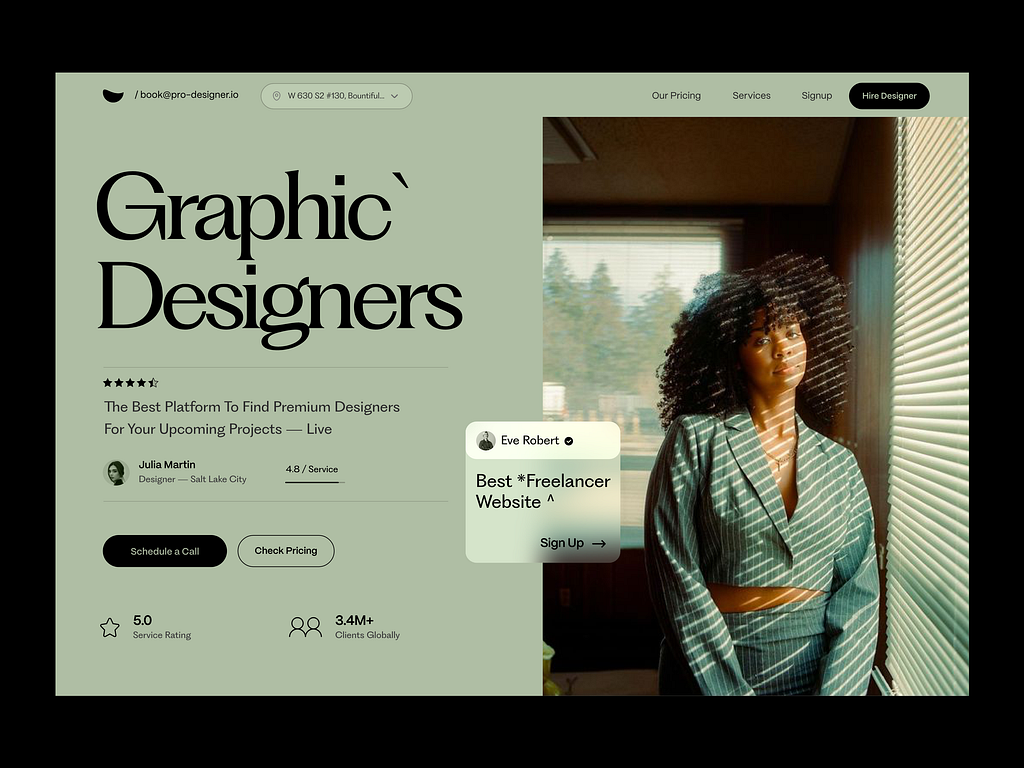 / book@pro-designer.io
W 630 S2 #130, Bountiful...
Our Pricing
Services
Signup
Hire Designer
Graphic`
Designers
The Best Platform To Find Premium Designers
For Your Upcoming Projects — Live
Julia Martin
Designer — Salt Lake City
4.8 / Service
Eve Robert
Best *Freelancer
Website ^
Sign Up →
Schedule a Call
Check Pricing
5.0
Service Rating
3.4M+
Clients Globally